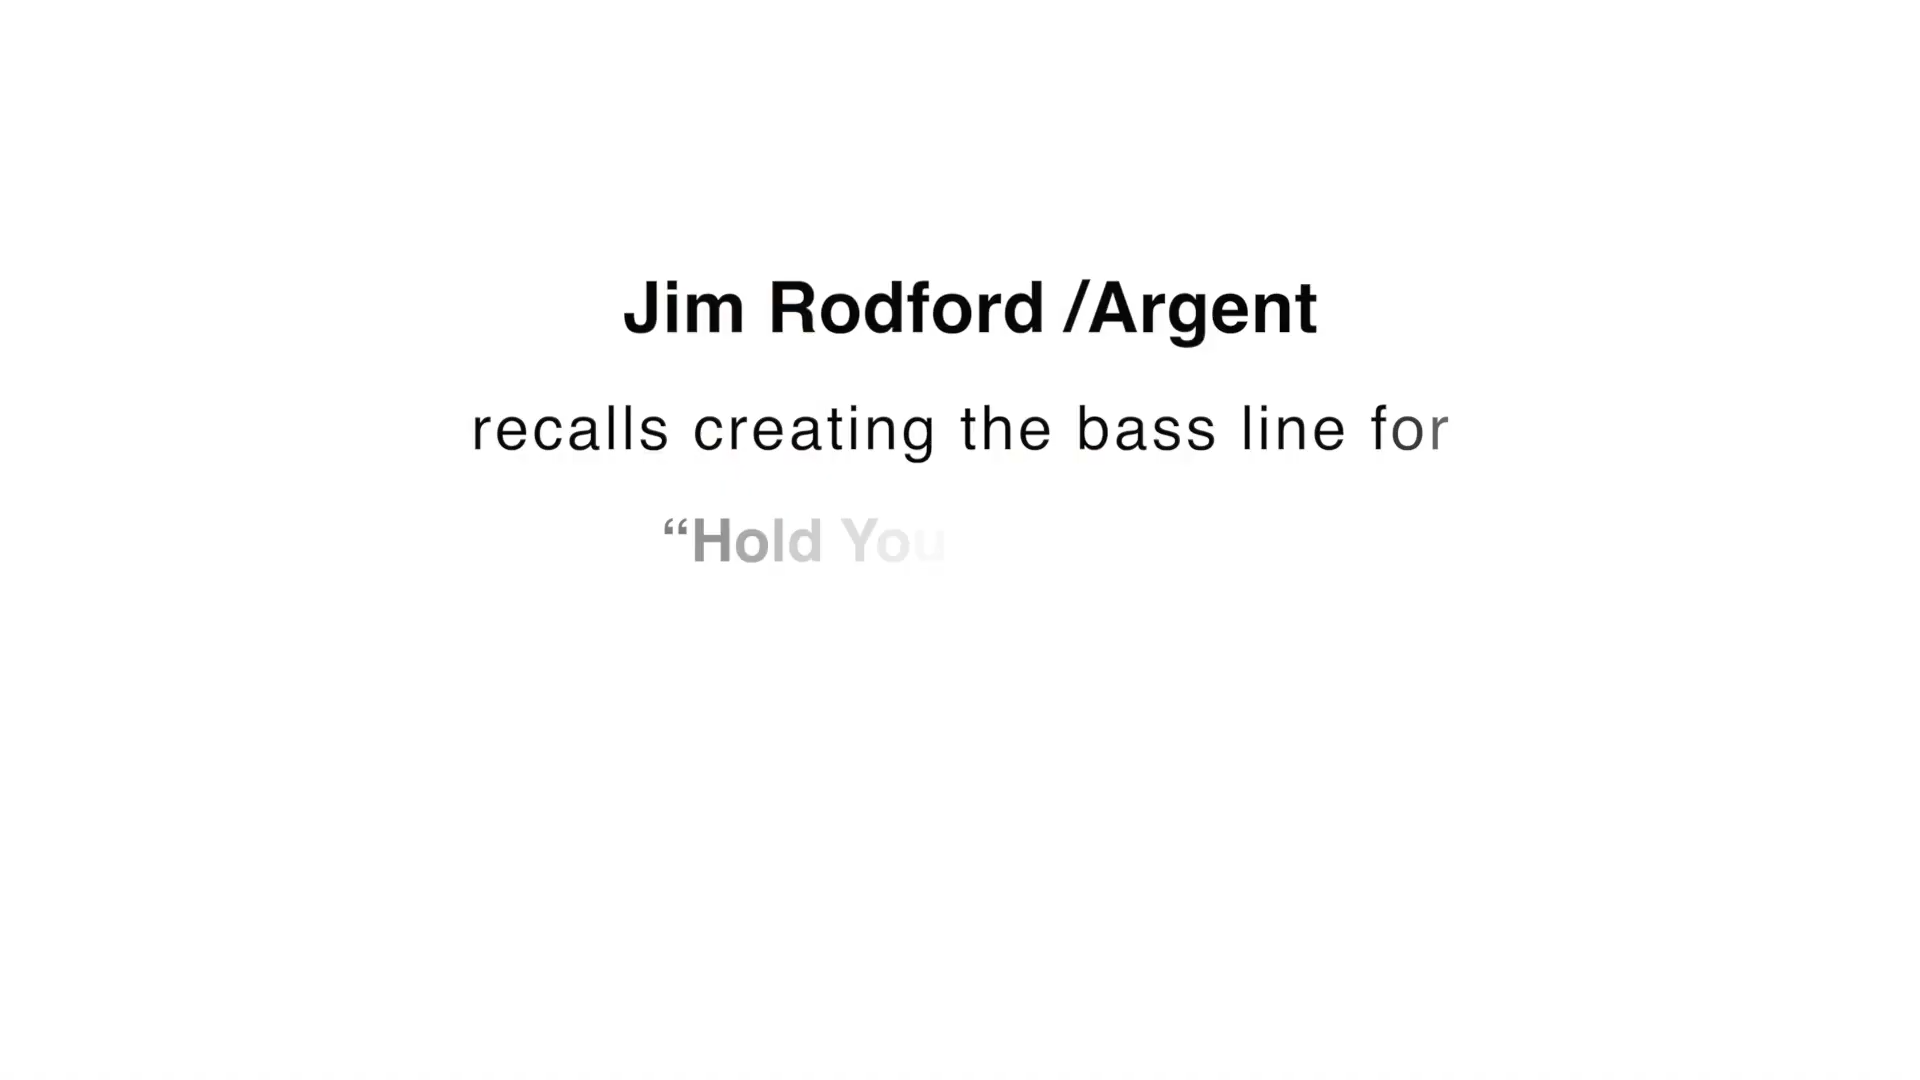 Jim Rodford /Argent
recalls creating the bass line for
“Hold You